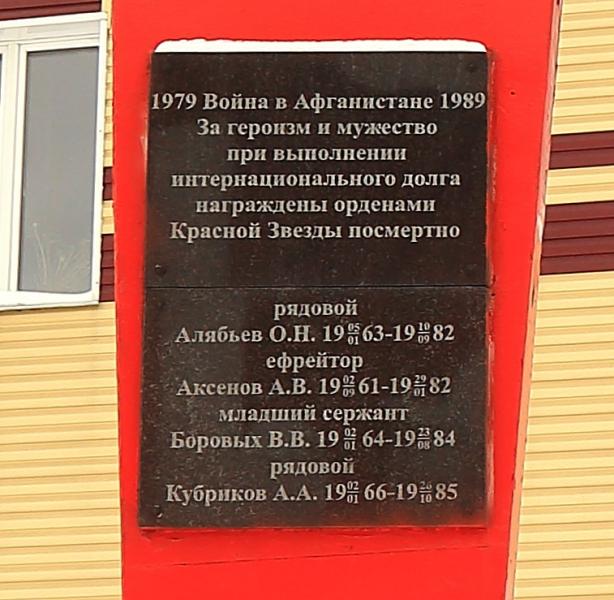 1979 Война в Афганистане 1989
За героизм и мужество
при выполнении
интернационального долга
награждены орденами
Красной Звезды посмертно
рядовой
Алябьев О.Н. 19 05/01 63-19 10/09 82
ефрейтор
Аксенов А.В. 19 02/09 61-19 29/01 82
младший сержант
Боровых В.В. 19 02/01 64-19 23/08 84
рядовой
Кубриков А.А. 19 02/01 66-19 26/10 85